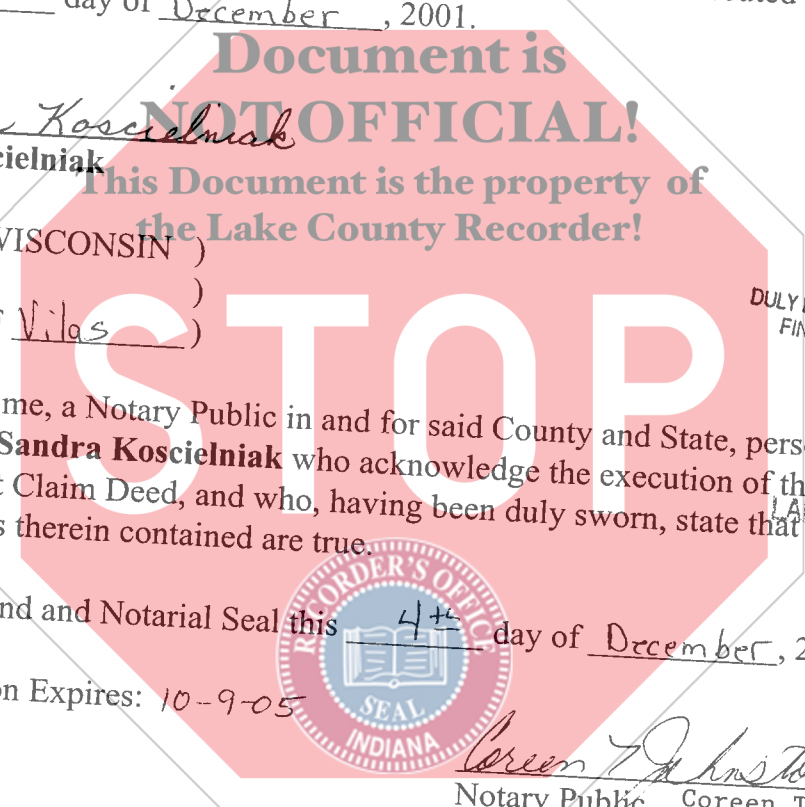 day of December, 2001.
Document is
NOT OFFICIAL!
Koscielniak
cielniak
This Document is the property of
the Lake County Recorder!
WISCONSIN )
)
Vilas )
STOP
DULY
FIN
me, a Notary Public in and for said County and State, pers
Sandra Koscielniak who acknowledge the execution of th
t Claim Deed, and who, having been duly sworn, state that
LA
s therein contained are true.
RECORDER'S OFFICE
SEAL
INDIANA
nd and Notarial Seal this 4th day of December, 2
on Expires: 10-9-05
Coreen T Johnsto
Notary Public Coreen T